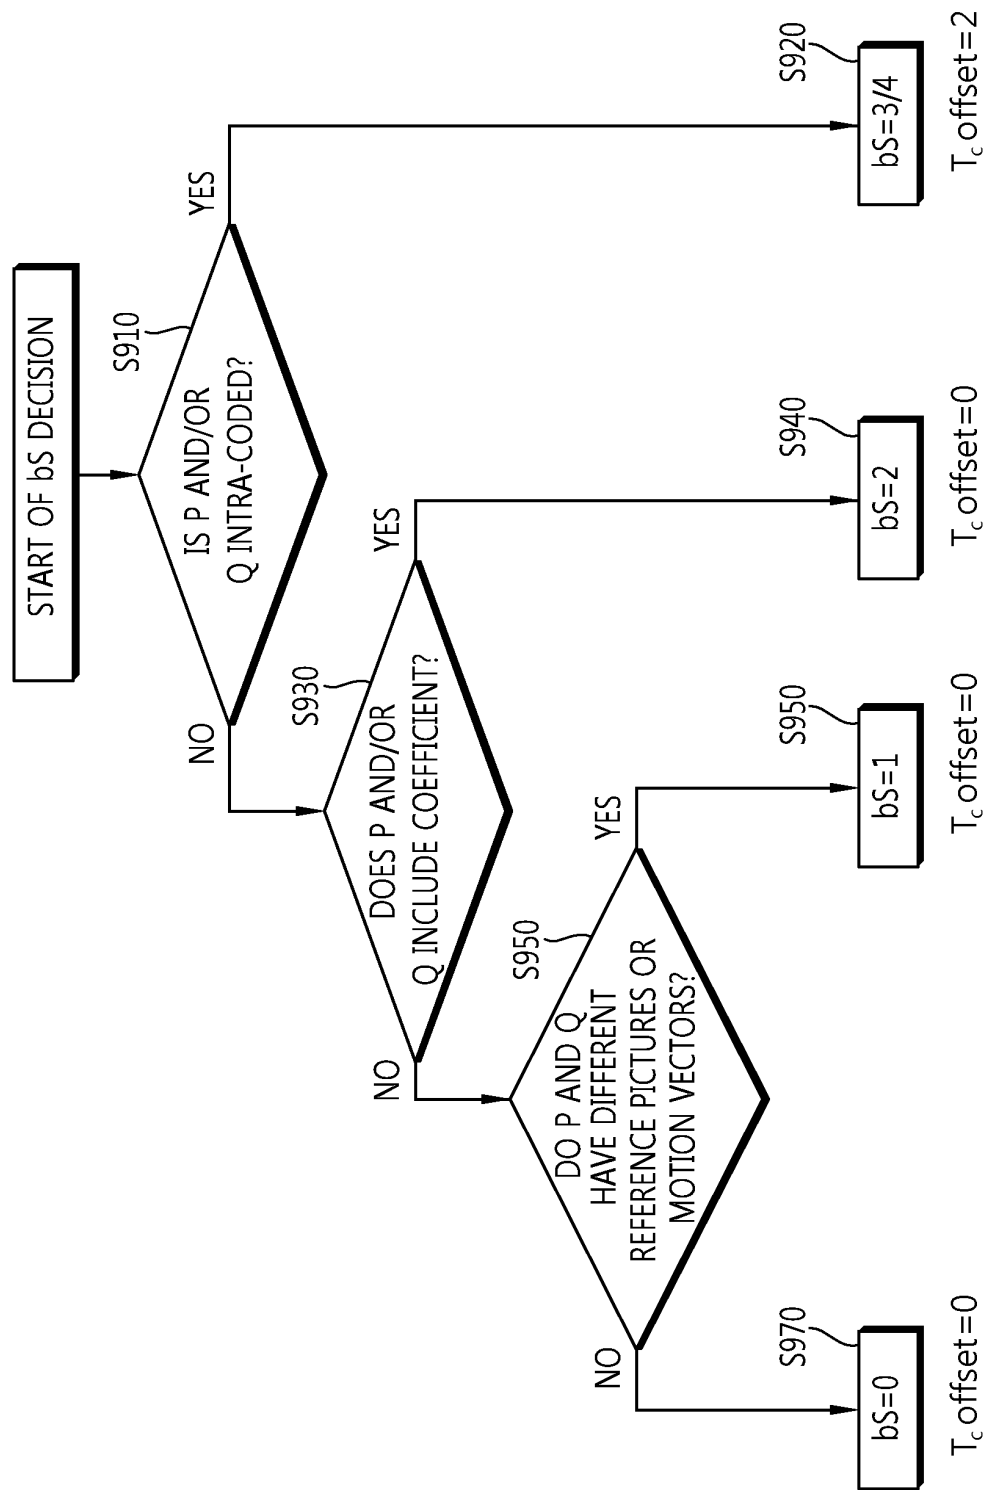 START OF bS DECISION
S910
IS P AND/OR
Q INTRA-CODED?
NO
YES
S930
DOES P AND/OR
Q INCLUDE COEFFICIENT?
NO
YES
S950
DO P AND Q
HAVE DIFFERENT
REFERENCE PICTURES OR
MOTION VECTORS?
NO
YES
S970
bS=0
Tc offset=0
S950
bS=1
Tc offset=0
S940
bS=2
Tc offset=0
S920
bS=3/4
Tc offset=2